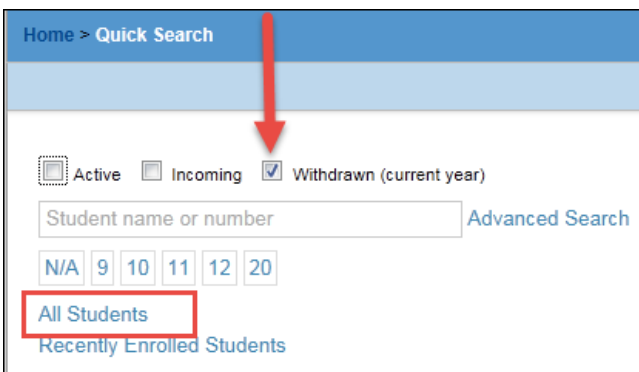 Home > Quick Search
Active Incoming Withdrawn (current year)
Student name or number Advanced Search
N/A 9 10 11 12 20
All Students
Recently Enrolled Students